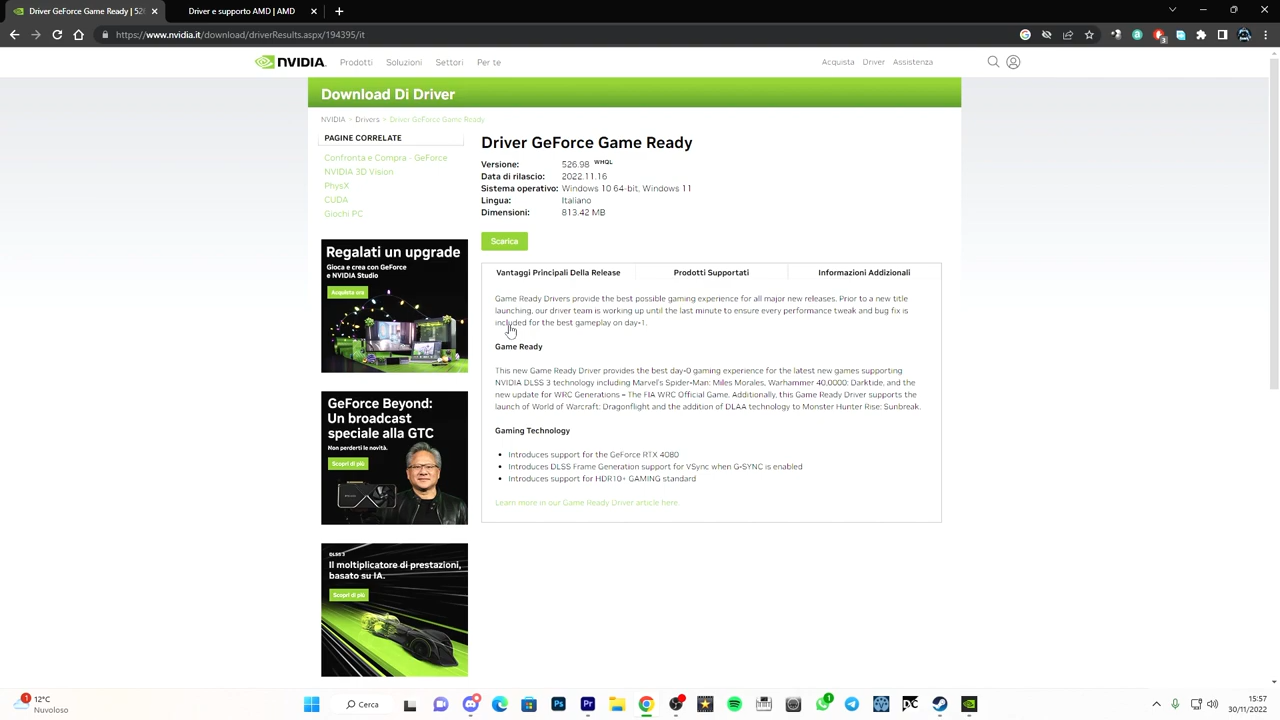 Download Driver GeForce | 526
Driver e supporto AMD | AMD
https://www.nvidia.it/download/driverResults.aspx/194395/it
NVIDIA.
Prodotti
Soluzioni
Settori
Per te
Acquista
Driver
Assistenza
Download Di Driver
NVIDIA > Drivers > Driver GeForce Game Ready
PAGINE CORRELATE
Confronta e Compra - GeForce
NVIDIA 3D Vision
PhysX
CUDA
Giochi PC
Regalati un upgrade
Gioca e crea con GeForce
e NVIDIA Studio
Acquista ora
GeForce Beyond:
Un broadcast
speciale alla GTC
Non perderti le novità.
Scopri di più
DLSS 3
Il moltiplicatore di prestazioni,
basato su IA.
Scopri di più
Driver GeForce Game Ready
Versione: 526.98 WHQL
Data di rilascio: 2022.11.16
Sistema operativo: Windows 10 64-bit, Windows 11
Lingua: Italiano
Dimensioni: 813.42 MB
Scarica
Vantaggi Principali Della Release
Prodotti Supportati
Informazioni Addizionali
Game Ready Drivers provide the best possible gaming experience for all major new releases. Prior to a new title
launching, our driver team is working up until the last minute to ensure every performance tweak and bug fix is
included for the best gameplay on day-1.
Game Ready
This new Game Ready Driver provides the best day-0 gaming experience for the latest new games supporting
NVIDIA DLSS 3 technology including Marvel's Spider-Man: Miles Morales, Warhammer 40,0000: Darktide, and the
new update for WRC Generations – The FIA WRC Official Game. Additionally, this Game Ready Driver supports the
launch of World of Warcraft: Dragonflight and the addition of DLAA technology to Monster Hunter Rise: Sunbreak.
Gaming Technology
• Introduces support for the GeForce RTX 4080
• Introduces DLSS Frame Generation support for VSync when G-SYNC is enabled
• Introduces support for HDR10+ GAMING standard
Learn more in our Game Ready Driver article here.
1
12°C
Nuvoloso
Cerca
Ps
Pr
1
DC
15:57
30/11/2022